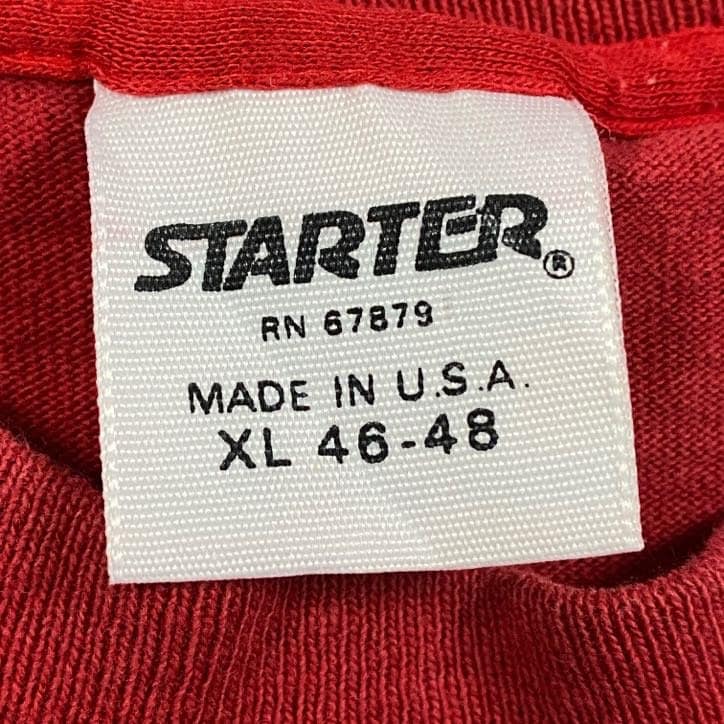 STARTER®
RN 67879
MADE IN U.S.A.
XL 46-48